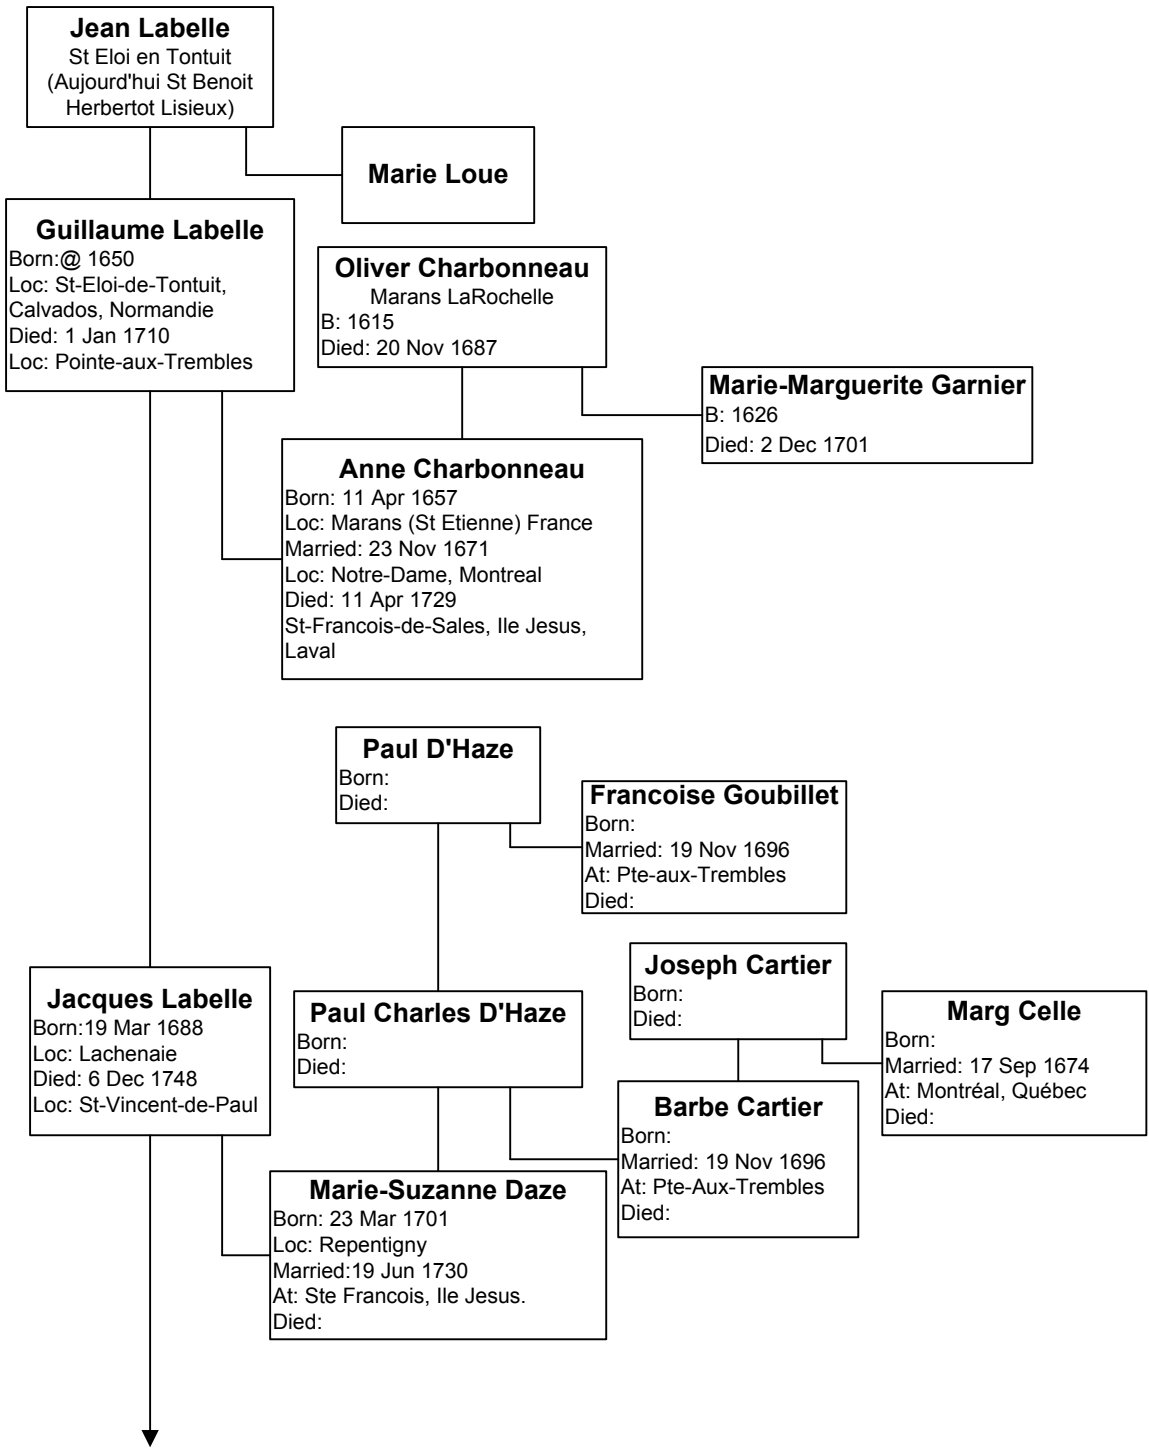 Jean Labelle
St Eloi en Tontuit
(Aujourd'hui St Benoit
Herbertot Lisieux)
Marie Loue
Guillaume Labelle
Born:@ 1650
Loc: St-Eloi-de-Tontuit,
Calvados, Normandie
Died: 1 Jan 1710
Loc: Pointe-aux-Trembles
Oliver Charbonneau
Marans LaRochelle
B: 1615
Died: 20 Nov 1687
Marie-Marguerite Garnier
B: 1626
Died: 2 Dec 1701
Anne Charbonneau
Born: 11 Apr 1657
Loc: Marans (St Etienne) France
Married: 23 Nov 1671
Loc: Notre-Dame, Montreal
Died: 11 Apr 1729
St-Francois-de-Sales, Ile Jesus,
Laval
Paul D'Haze
Born:
Died:
Francoise Goubillet
Born:
Married: 19 Nov 1696
At: Pte-aux-Trembles
Died:
Jacques Labelle
Born:19 Mar 1688
Loc: Lachenaie
Died: 6 Dec 1748
Loc: St-Vincent-de-Paul
Paul Charles D'Haze
Born:
Died:
Joseph Cartier
Born:
Died:
Marg Celle
Born:
Married: 17 Sep 1674
At: Montréal, Québec
Died:
Barbe Cartier
Born:
Married: 19 Nov 1696
At: Pte-Aux-Trembles
Died:
Marie-Suzanne Daze
Born: 23 Mar 1701
Loc: Repentigny
Married:19 Jun 1730
At: Ste Francois, Ile Jesus.
Died: